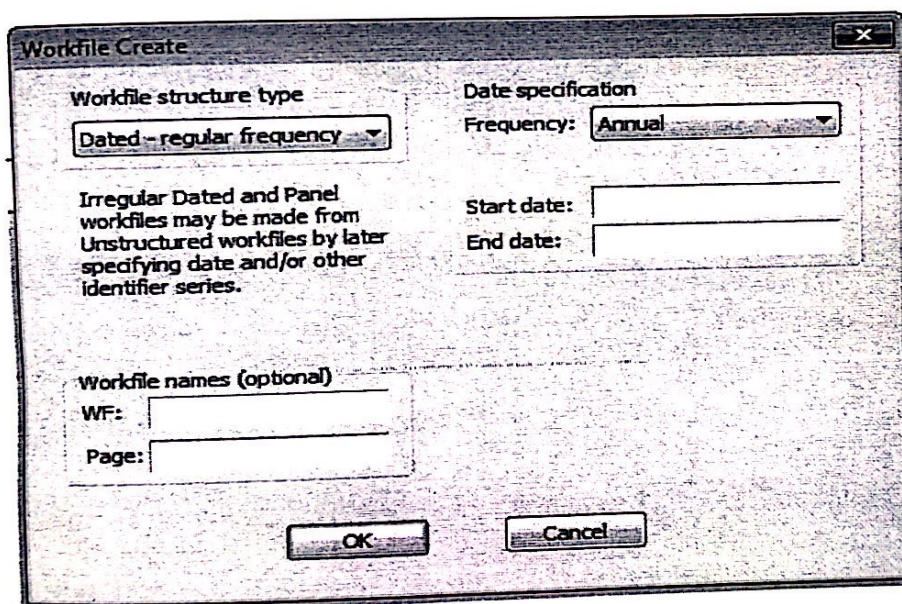 Workfile Create
Workfile structure type
Dated - regular frequency
Irregular Dated and Panel
workfiles may be made from
Unstructured workfiles by later
specifying date and/or other
identifier series.
Date specification
Frequency: Annual
Start date:
End date:
Workfile names (optional)
WF:
Page:
OK
Cancel